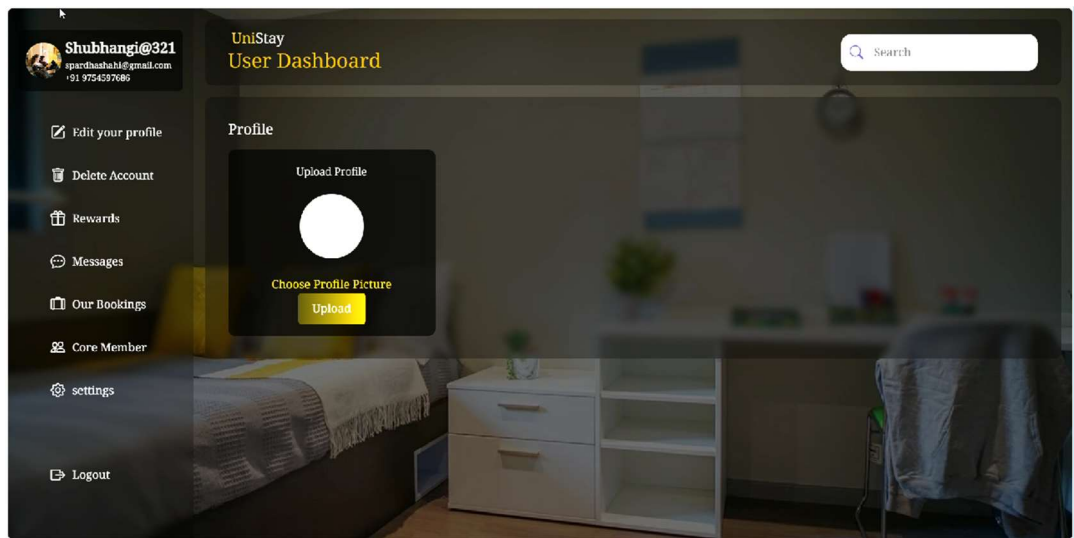 Shubhangi@321
spardhashahi@gmail.com
+91 9754597686
Edit your profile
Delete Account
Rewards
Messages
Our Bookings
Core Member
settings
Logout
UniStay
User Dashboard
Search
Profile
Upload Profile
Choose Profile Picture
Upload